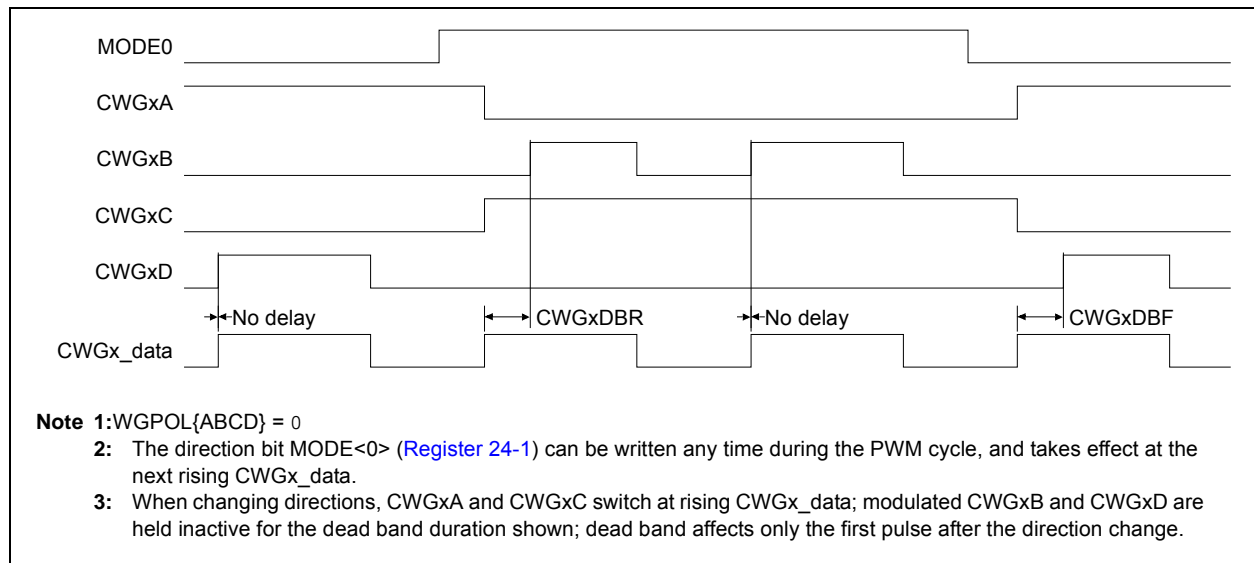 MODE0
CWGxA
CWGxB
CWGxC
CWGxD
No delay CWGxDBR No delay CWGxDBF
CWGx_data
Note 1:WGPOL{ABCD} = 0
2: The direction bit MODE<0> (Register 24-1) can be written any time during the PWM cycle, and takes effect at the
next rising CWGx_data.
3: When changing directions, CWGxA and CWGxC switch at rising CWGx_data; modulated CWGxB and CWGxD are
held inactive for the dead band duration shown; dead band affects only the first pulse after the direction change.